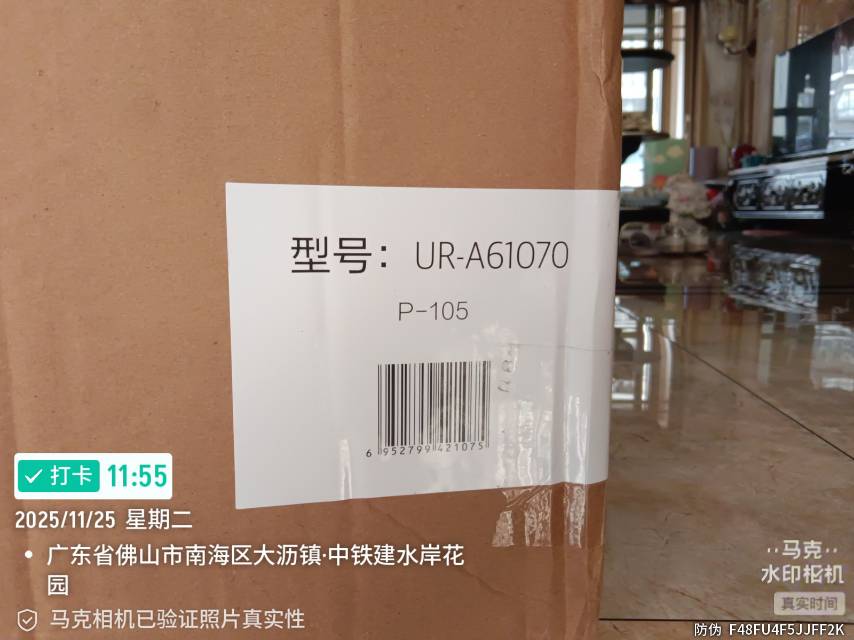 型号： UR-A61070
P-105
6 952799 421075
打卡 11:55
2025/11/25 星期二
广东省佛山市南海区大沥镇·中铁建水岸花
园
马克相机已验证照片真实性
马克
水印相机
真实时间
防伪 F48FU4F5JJFF2K